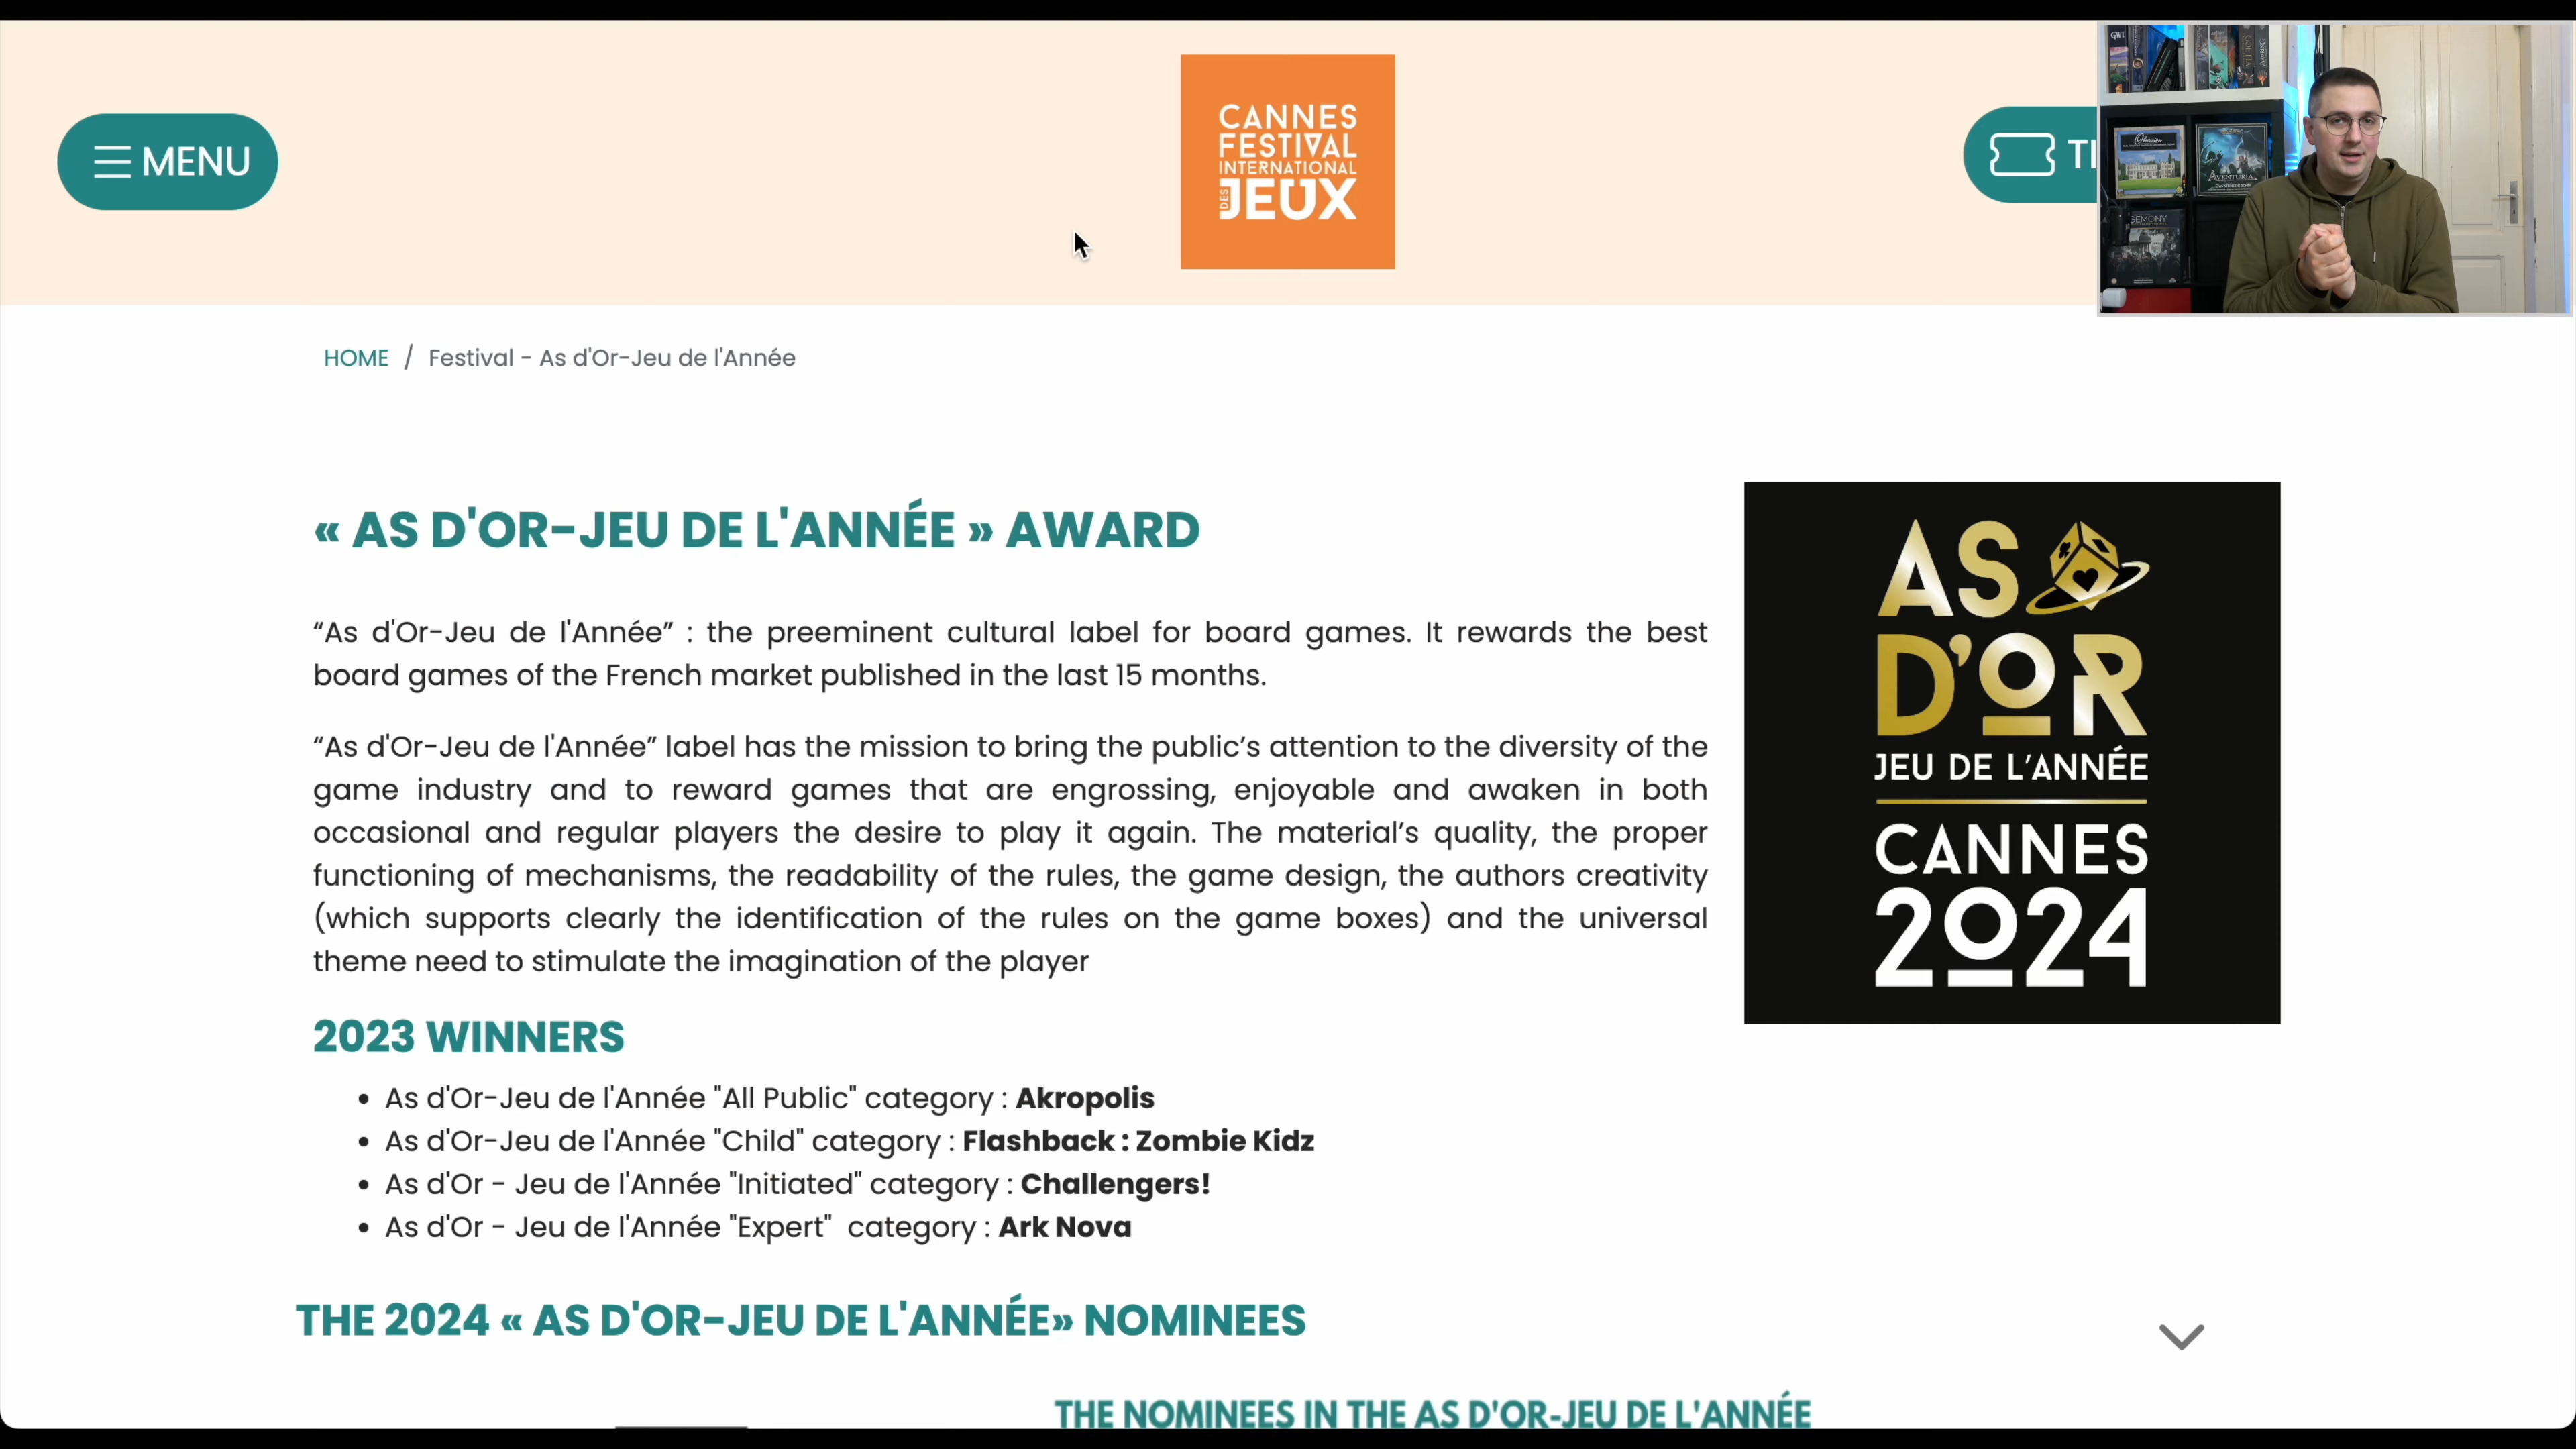 MENU
CANNES
FESTIVAL
INTERNATIONAL
DES JEUX
TI
GWT
Obsession
AVENTURIA
GEMONY
HOME / Festival - As d'Or-Jeu de l'Année
« AS D'OR-JEU DE L'ANNÉE » AWARD
“As d'Or-Jeu de l'Année” : the preeminent cultural label for board games. It rewards the best
board games of the French market published in the last 15 months.
“As d'Or-Jeu de l'Année” label has the mission to bring the public’s attention to the diversity of the
game industry and to reward games that are engrossing, enjoyable and awaken in both
occasional and regular players the desire to play it again. The material’s quality, the proper
functioning of mechanisms, the readability of the rules, the game design, the authors creativity
(which supports clearly the identification of the rules on the game boxes) and the universal
theme need to stimulate the imagination of the player
AS
D’OR
JEU DE L’ANNÉE
CANNES
2024
2023 WINNERS
• As d'Or-Jeu de l'Année "All Public" category : Akropolis
• As d'Or-Jeu de l'Année "Child" category : Flashback : Zombie Kidz
• As d'Or - Jeu de l'Année "Initiated" category : Challengers!
• As d'Or - Jeu de l'Année "Expert" category : Ark Nova
THE 2024 « AS D'OR-JEU DE L'ANNÉE» NOMINEES
THE NOMINEES IN THE AS D'OR-JEU DE L'ANNÉE